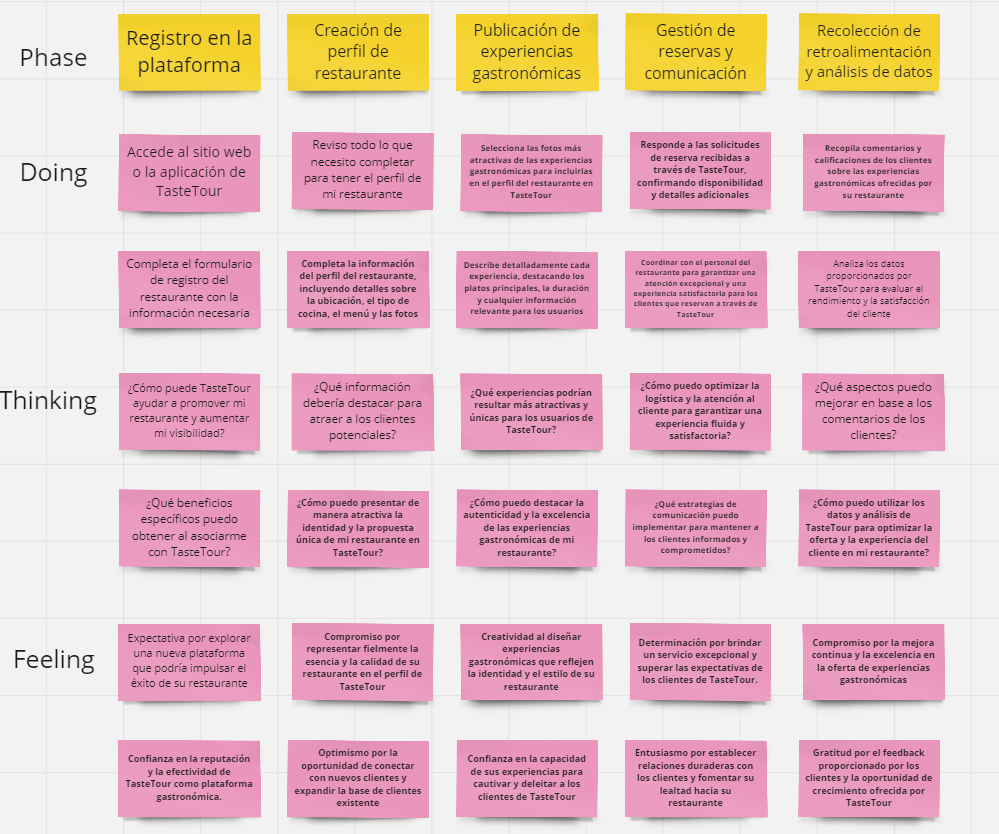 Phase
Registro en la
plataforma
Creación de
perfil de
restaurante
Publicación de
experiencias
gastronómicas
Gestión de
reservas y
comunicación
Recolección de
retroalimentación
y análisis de datos
Doing
Accede al sitio web
o la aplicación de
TasteTour
Reviso todo lo que
necesito completar
para tener el perfil de
mi restaurante
Selecciona las fotos más
atractivas de las experiencias
gastronómicas para incluirlas
en el perfil del restaurante en
TasteTour
Responde a las solicitudes
de reserva recibidas a
través de TasteTour,
confirmando disponibilidad
y detalles adicionales
Recopila comentarios y
calificaciones de los clientes
sobre las experiencias
gastronómicas ofrecidas por
su restaurante
Completa el formulario
de registro del
restaurante con la
información necesaria
Completa la información
del perfil del restaurante,
incluyendo detalles sobre
la ubicación, el tipo de
cocina, el menú y las fotos
Describe detalladamente cada
experiencia, destacando los
platos principales, la duración
y cualquier información
relevante para los usuarios
Coordinar con el personal del
restaurante para garantizar una
atención excepcional y una
experiencia satisfactoria para los
clientes que reservan a través de
TasteTour
Analiza los datos
proporcionados por
TasteTour para evaluar el
rendimiento y la satisfacción
del cliente
Thinking
¿Cómo puede TasteTour
ayudar a promover mi
restaurante y aumentar
mi visibilidad?
¿Qué información
debería destacar para
atraer a los clientes
potenciales?
¿Qué experiencias podrían
resultar más atractivas y
únicas para los usuarios de
TasteTour?
¿Cómo puedo optimizar la
logística y la atención al
cliente para garantizar una
experiencia fluida y
satisfactoria?
¿Qué aspectos puedo
mejorar en base a los
comentarios de los
clientes?
¿Qué beneficios
específicos puedo
obtener al asociarme
con TasteTour?
¿Cómo puedo presentar de
manera atractiva la
identidad y la propuesta
única de mi restaurante en
TasteTour?
¿Cómo puedo destacar la
autenticidad y la excelencia
de las experiencias
gastronómicas de mi
restaurante?
¿Qué estrategias de
comunicación puedo
implementar para mantener a
los clientes informados y
comprometidos?
¿Cómo puedo utilizar los
datos y análisis de
TasteTour para optimizar la
oferta y la experiencia del
cliente en mi restaurante?
Feeling
Expectativa por explorar
una nueva plataforma
que podría impulsar el
éxito de su restaurante
Compromiso por
representar fielmente la
esencia y la calidad de su
restaurante en el perfil de
TasteTour
Creatividad al diseñar
experiencias
gastronómicas que reflejen
la identidad y el estilo de su
restaurante
Determinación por brindar
un servicio excepcional y
superar las expectativas de
los clientes de TasteTour.
Compromiso por la mejora
continua y la excelencia en
la oferta de experiencias
gastronómicas
Confianza en la reputación
y la efectividad de
TasteTour como plataforma
gastronómica.
Optimismo por la
oportunidad de conectar
con nuevos clientes y
expandir la base de clientes
existente
Confianza en la capacidad
de sus experiencias para
cautivar y deleitar a los
clientes de TasteTour
Entusiasmo por establecer
relaciones duraderas con
los clientes y fomentar su
lealtad hacia su
restaurante
Gratitud por el feedback
proporcionado por los
clientes y la oportunidad de
crecimiento ofrecida por
TasteTour